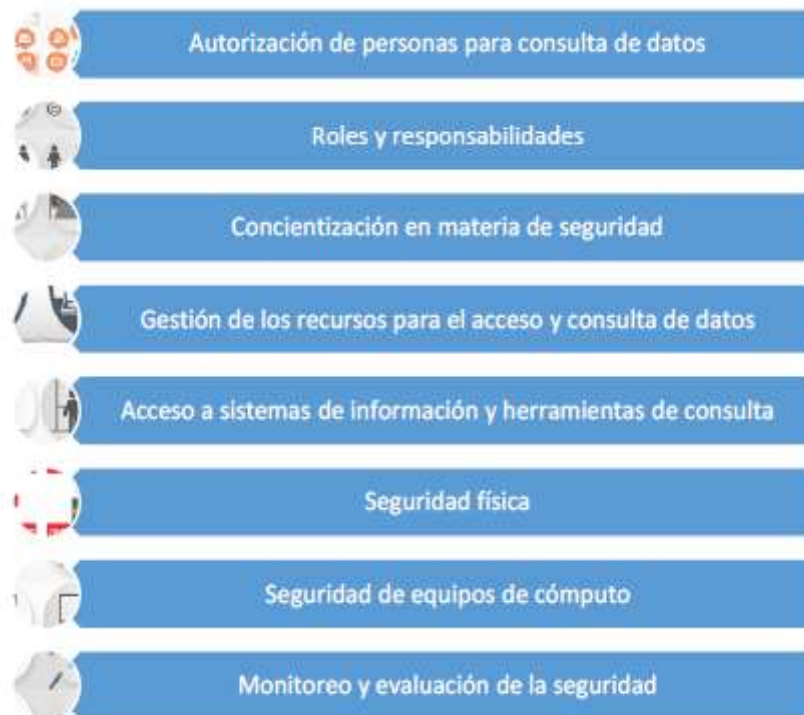 Autorización de personas para consulta de datos
Roles y responsabilidades
Concientización en materia de seguridad
Gestión de los recursos para el acceso y consulta de datos
Acceso a sistemas de información y herramientas de consulta
Seguridad física
Seguridad de equipos de cómputo
Monitoreo y evaluación de la seguridad